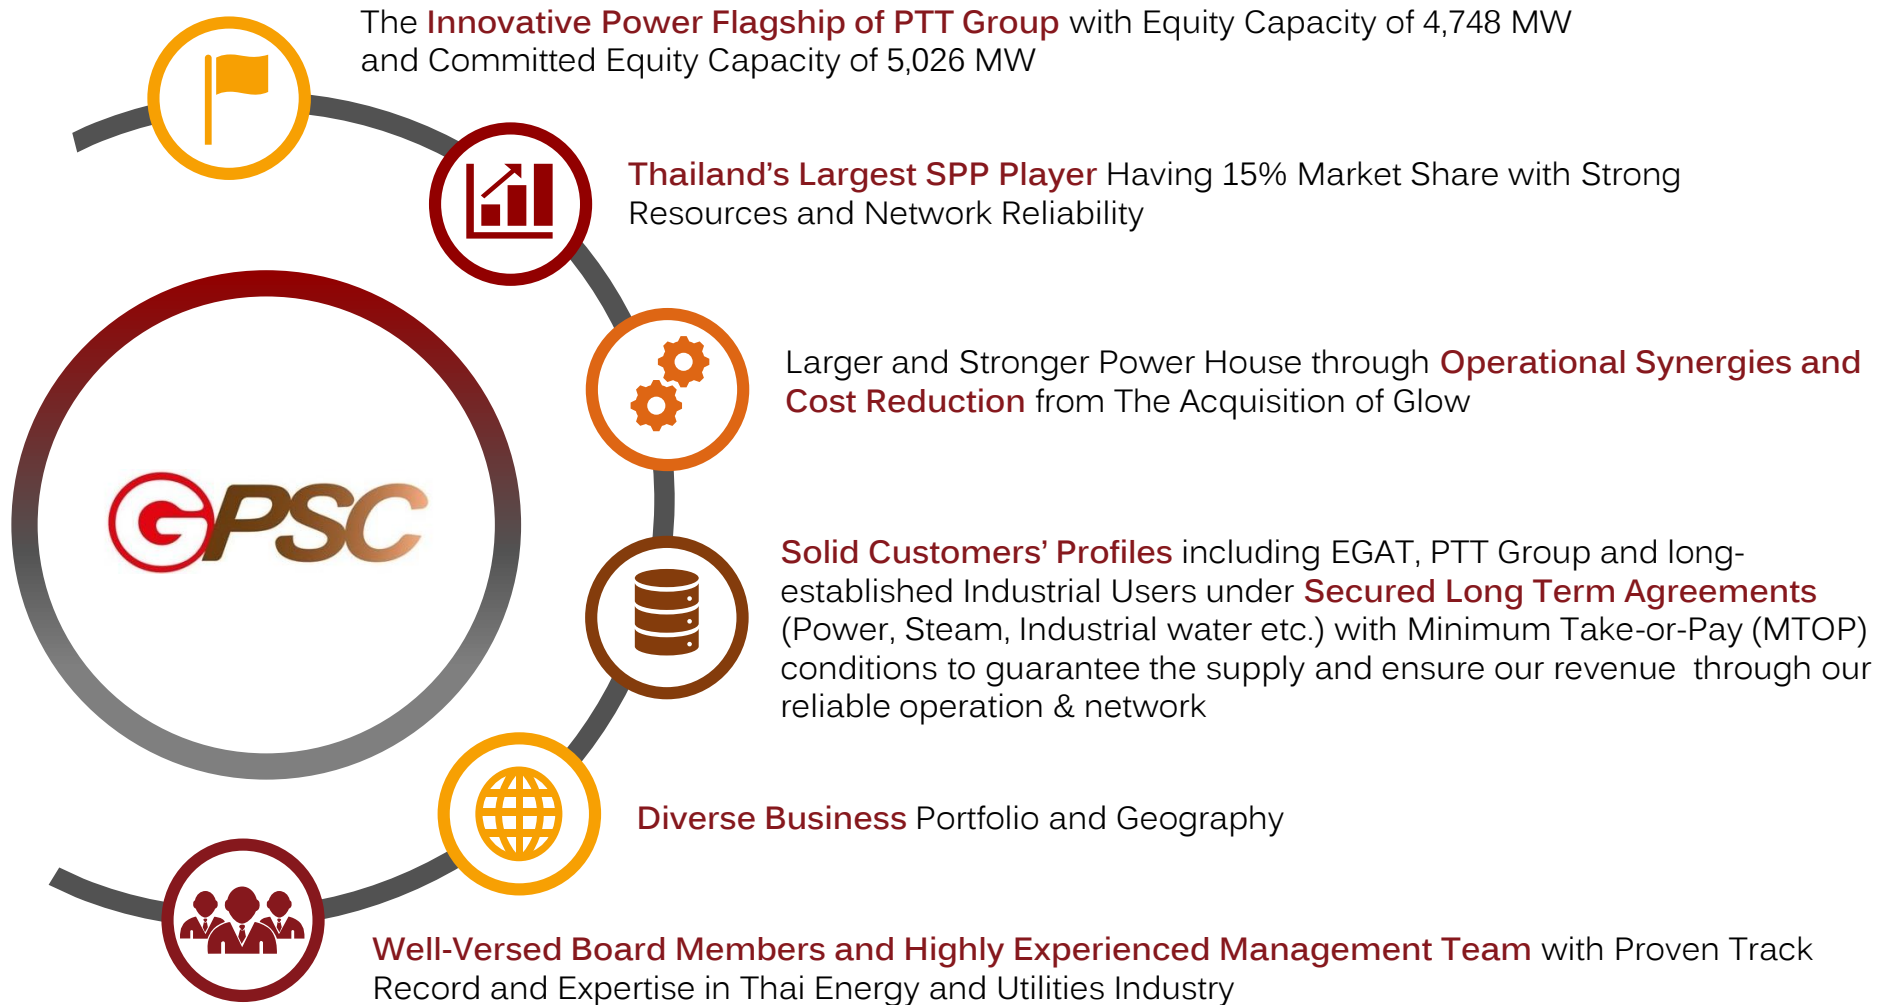 The Innovative Power Flagship of PTT Group with Equity Capacity of 4,748 MW
and Committed Equity Capacity of 5,026 MW
Thailand’s Largest SPP Player Having 15% Market Share with Strong
Resources and Network Reliability
Larger and Stronger Power House through Operational Synergies and
Cost Reduction from The Acquisition of Glow
GPSC
Solid Customers’ Profiles including EGAT, PTT Group and long-
established Industrial Users under Secured Long Term Agreements
(Power, Steam, Industrial water etc.) with Minimum Take-or-Pay (MTOP)
conditions to guarantee the supply and ensure our revenue through our
reliable operation & network
Diverse Business Portfolio and Geography
Well-Versed Board Members and Highly Experienced Management Team with Proven Track
Record and Expertise in Thai Energy and Utilities Industry